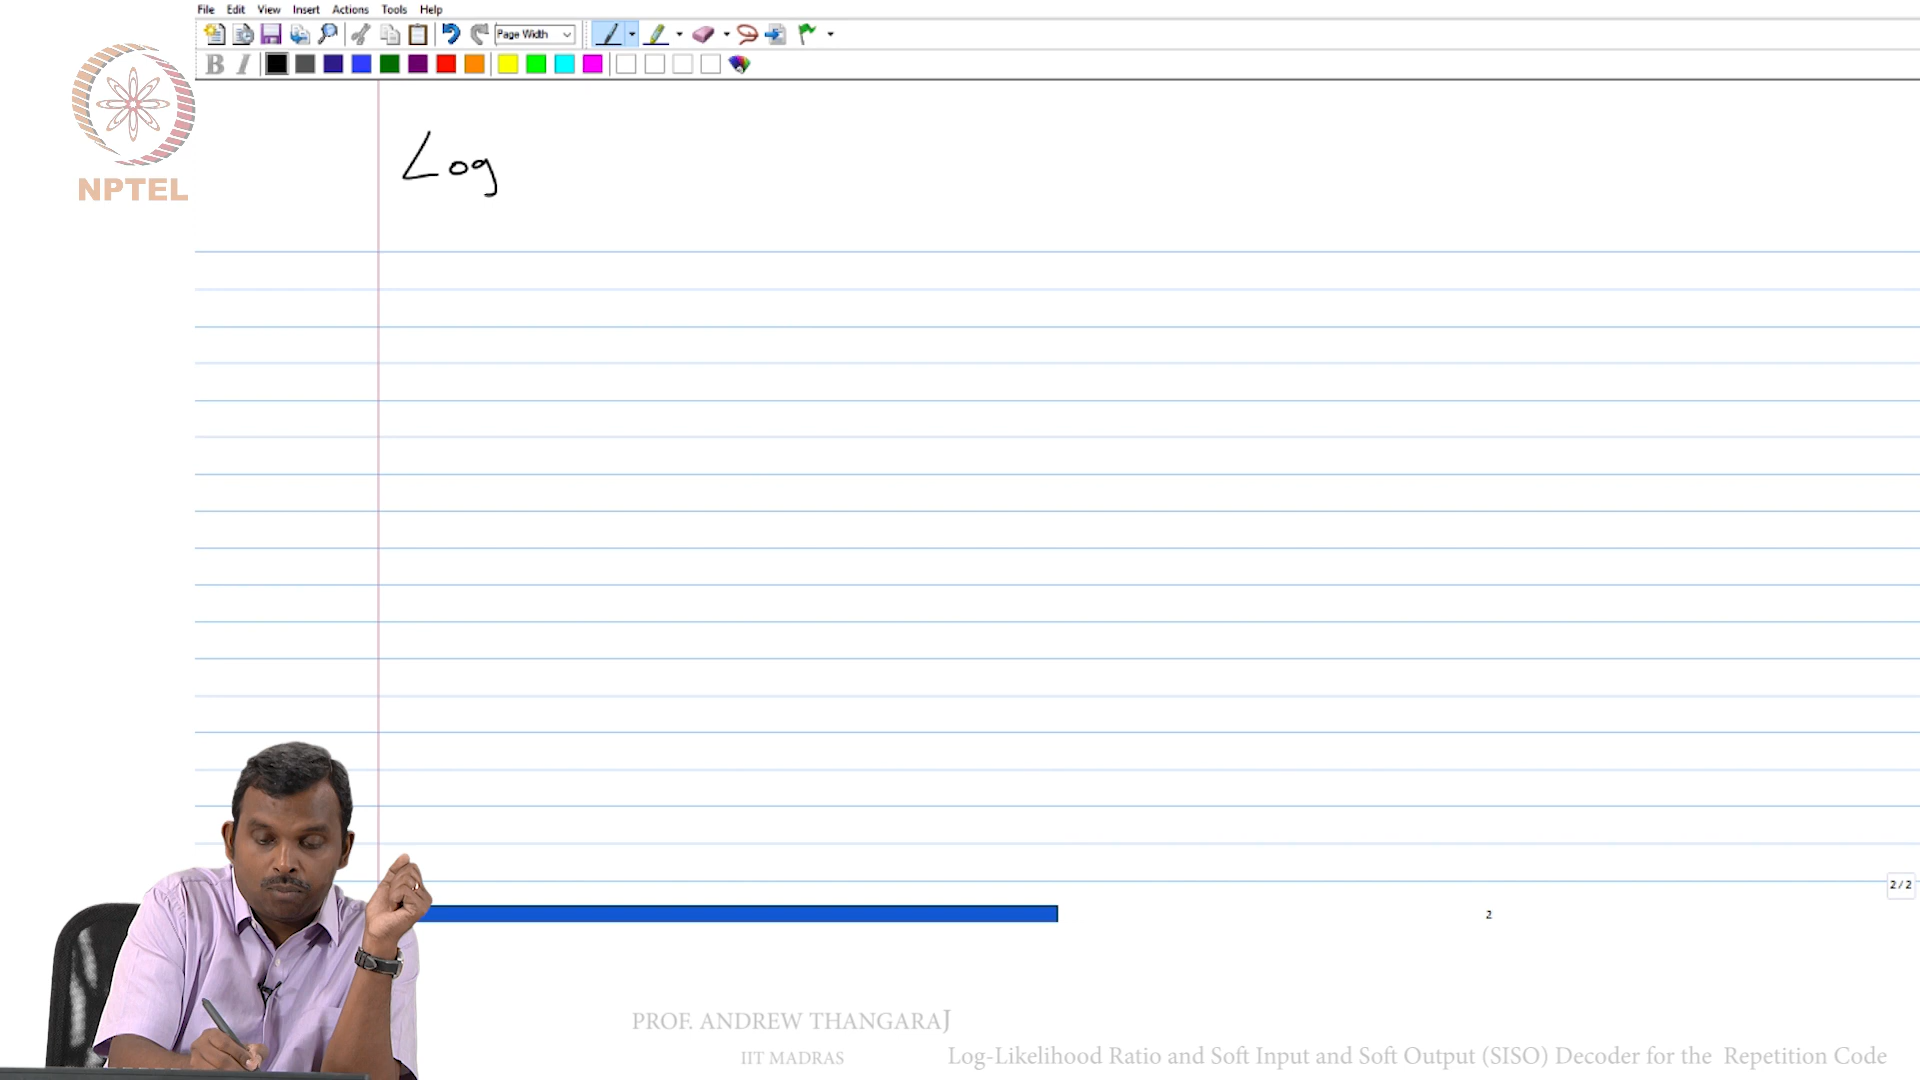 File Edit View Insert Actions Tools Help
Page Width
B I
NPTEL
Log
2 / 2
2
PROF. ANDREW THANGARAJ
IIT MADRAS
Log-Likelihood Ratio and Soft Input and Soft Output (SISO) Decoder for the Repetition Code